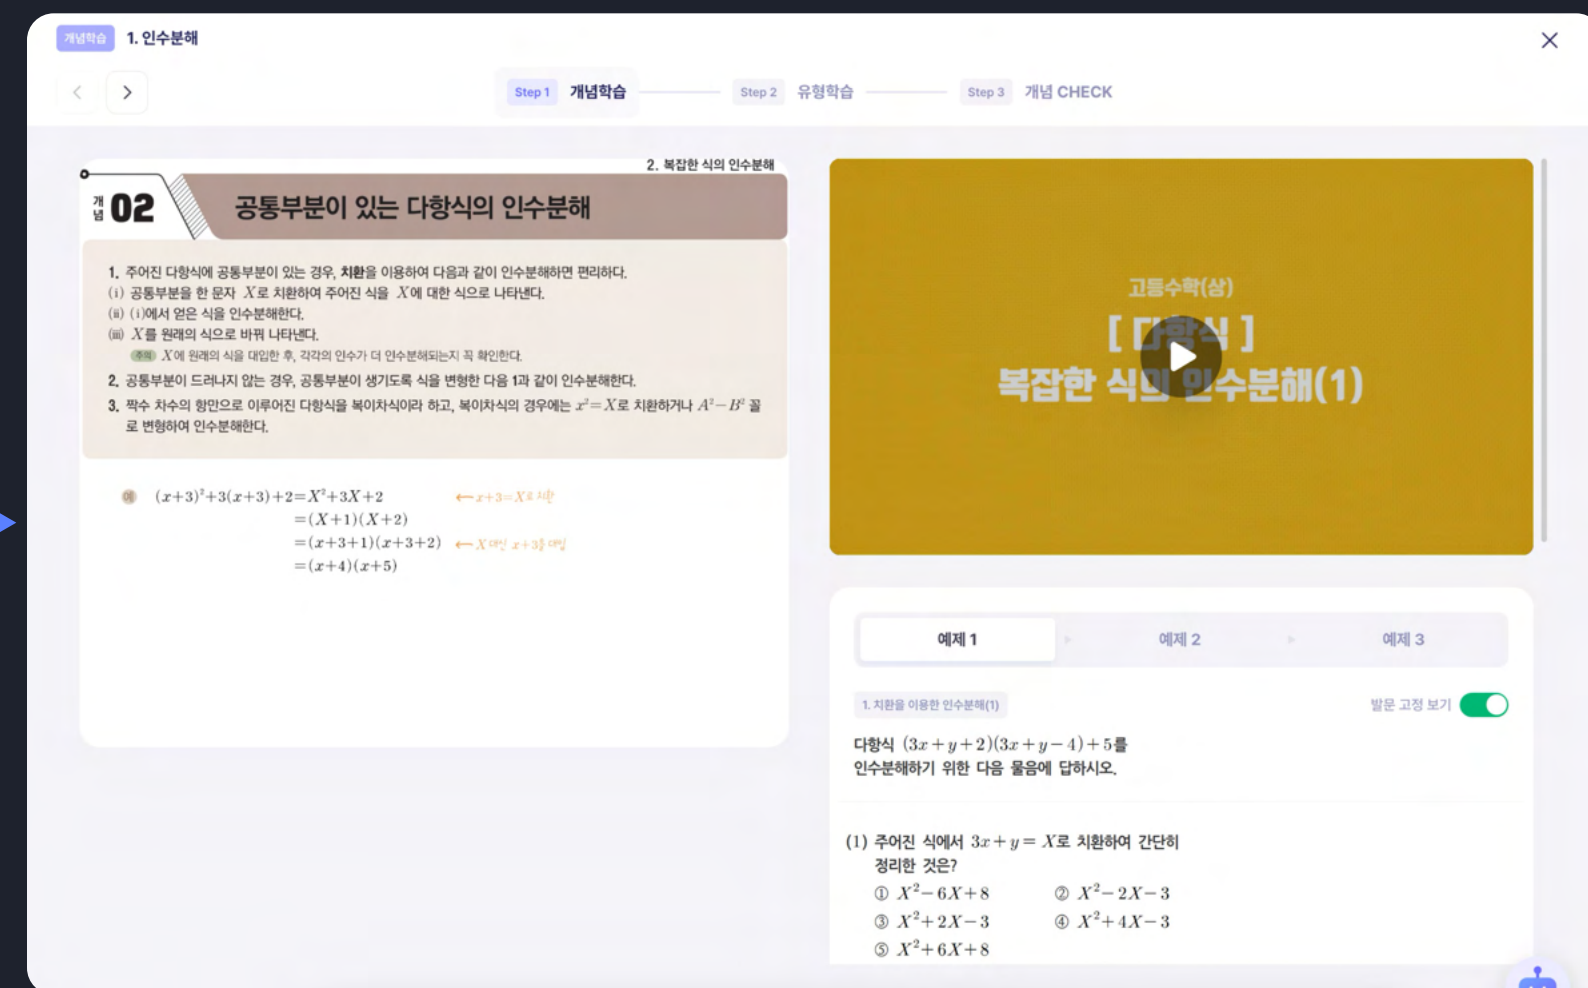 개념학습 1. 인수분해
Step 1 개념학습 Step 2 유형학습 Step 3 개념 CHECK
2. 복잡한 식의 인수분해
개념 02 공통부분이 있는 다항식의 인수분해
1. 주어진 다항식에 공통부분이 있는 경우, 치환을 이용하여 다음과 같이 인수분해하면 편리하다.
(ⅰ) 공통부분을 한 문자 X로 치환하여 주어진 식을 X에 대한 식으로 나타낸다.
(ⅱ) (ⅰ)에서 얻은 식을 인수분해한다.
(ⅲ) X를 원래의 식으로 바꿔 나타낸다.
주의 X에 원래의 식을 대입한 후, 각각의 인수가 더 인수분해되는지 꼭 확인한다.
2. 공통부분이 드러나지 않는 경우, 공통부분이 생기도록 식을 변형한 다음 1과 같이 인수분해한다.
3. 짝수 차수의 항만으로 이루어진 다항식을 복이차식이라 하고, 복이차식의 경우에는 x²=X로 치환하거나 A²－B² 꼴
로 변형하여 인수분해한다.
예 (x+3)²+3(x+3)+2=X²+3X+2 ←x+3=X로 치환
=(X+1)(X+2)
=(x+3+1)(x+3+2) ←X 대신 x+3을 대입
=(x+4)(x+5)
고등수학(상)
[ 다항식 ]
복잡한 식의 인수분해(1)
예제 1 예제 2 예제 3
1. 치환을 이용한 인수분해(1) 발문 고정 보기
다항식 (3x+y+2)(3x+y－4)+5를
인수분해하기 위한 다음 물음에 답하시오.
(1) 주어진 식에서 3x+y= X로 치환하여 간단히
정리한 것은?
① X²－6X+8 ② X²－2X－3
③ X²+2X－3 ④ X²+4X－3
⑤ X²+6X+8